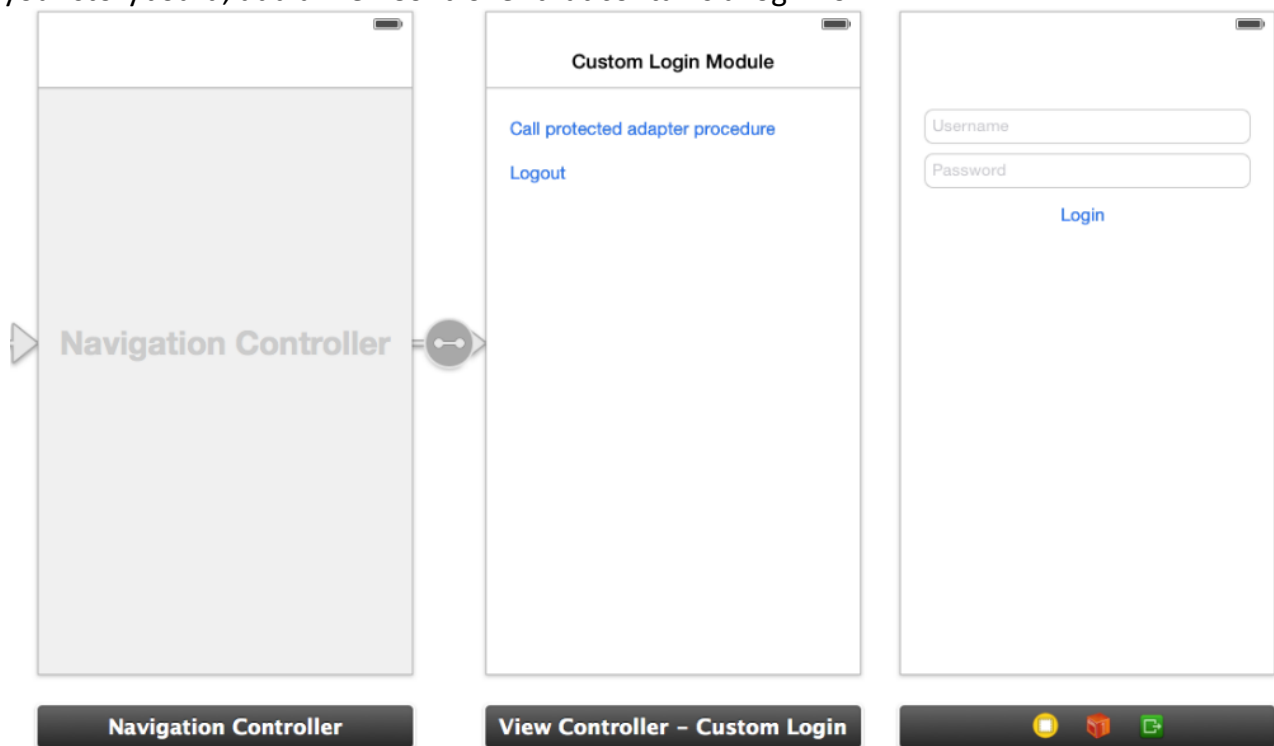 Custom Login Module
Call protected adapter procedure
Logout
Username
Password
Login
Navigation Controller
Navigation Controller
View Controller – Custom Login